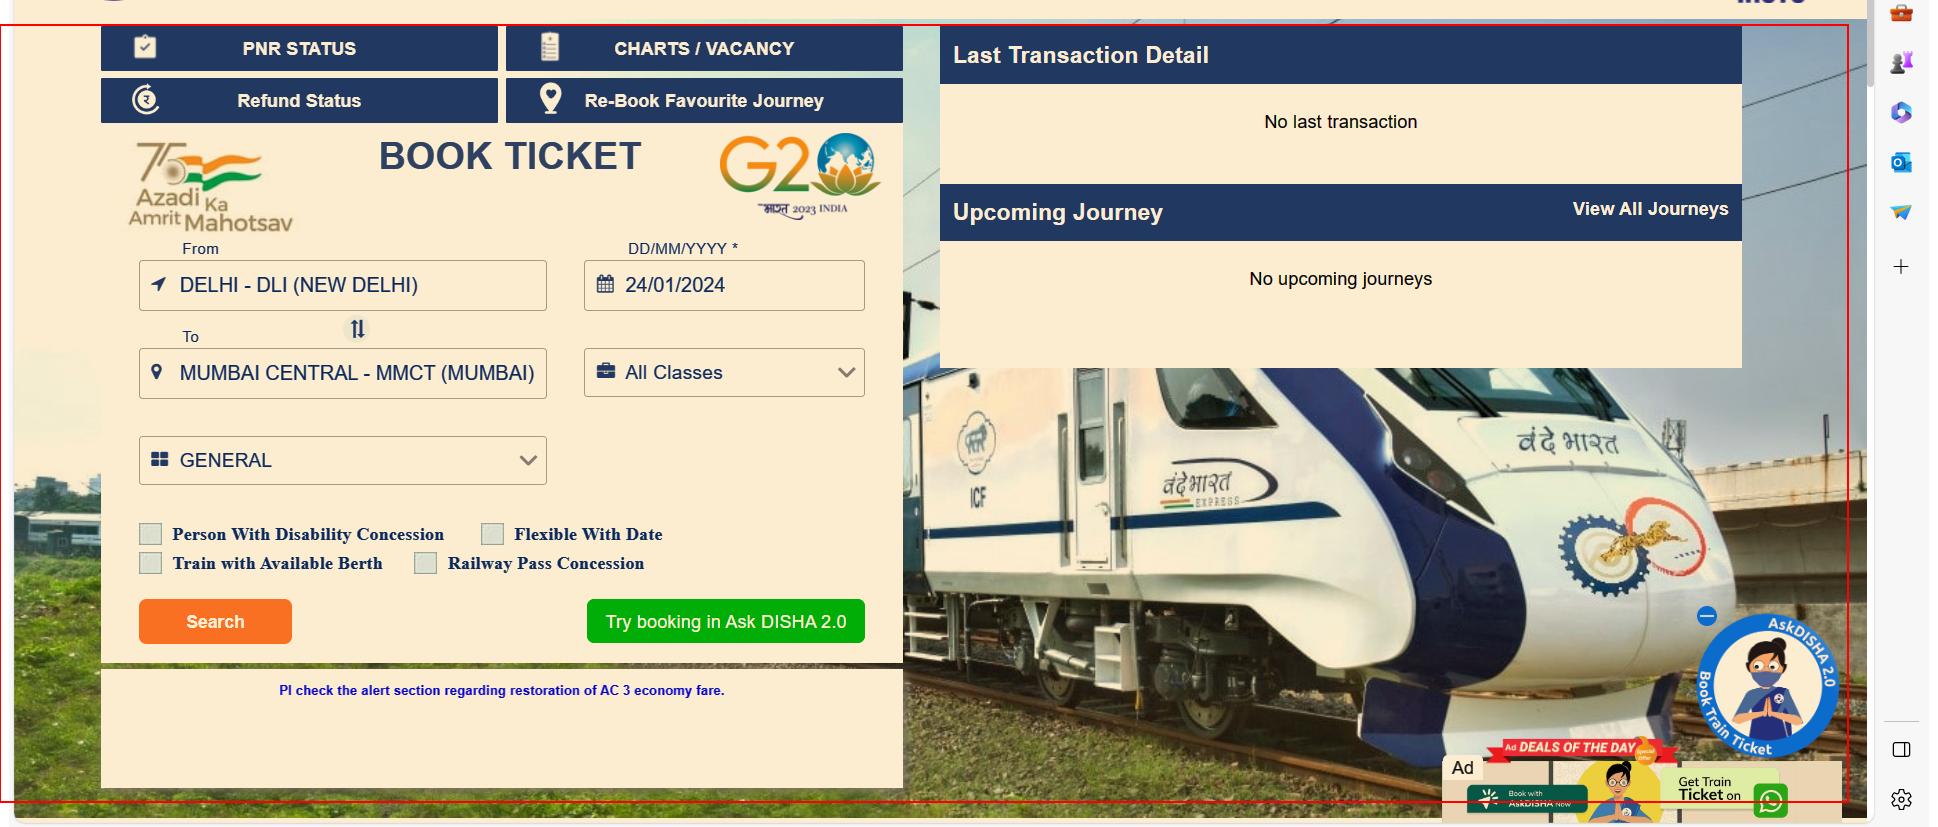 PNR STATUS
CHARTS / VACANCY
Refund Status
Re-Book Favourite Journey
75
Azadi Ka
Amrit Mahotsav
BOOK TICKET
G20
भारत 2023 INDIA
From
DELHI - DLI (NEW DELHI)
DD/MM/YYYY *
24/01/2024
To
MUMBAI CENTRAL - MMCT (MUMBAI)
All Classes
GENERAL
Person With Disability Concession
Flexible With Date
Train with Available Berth
Railway Pass Concession
Search
Try booking in Ask DISHA 2.0
Pl check the alert section regarding restoration of AC 3 economy fare.
Last Transaction Detail
No last transaction
Upcoming Journey
View All Journeys
No upcoming journeys
वंदे भारत
ICF
वंदे भारत
EXPRESS
AskDISHA 2.0
Book Train Ticket
Ad
Ad DEALS OF THE DAY
Special
Offer
Book with
AskDISHA Now
Get Train
Ticket on